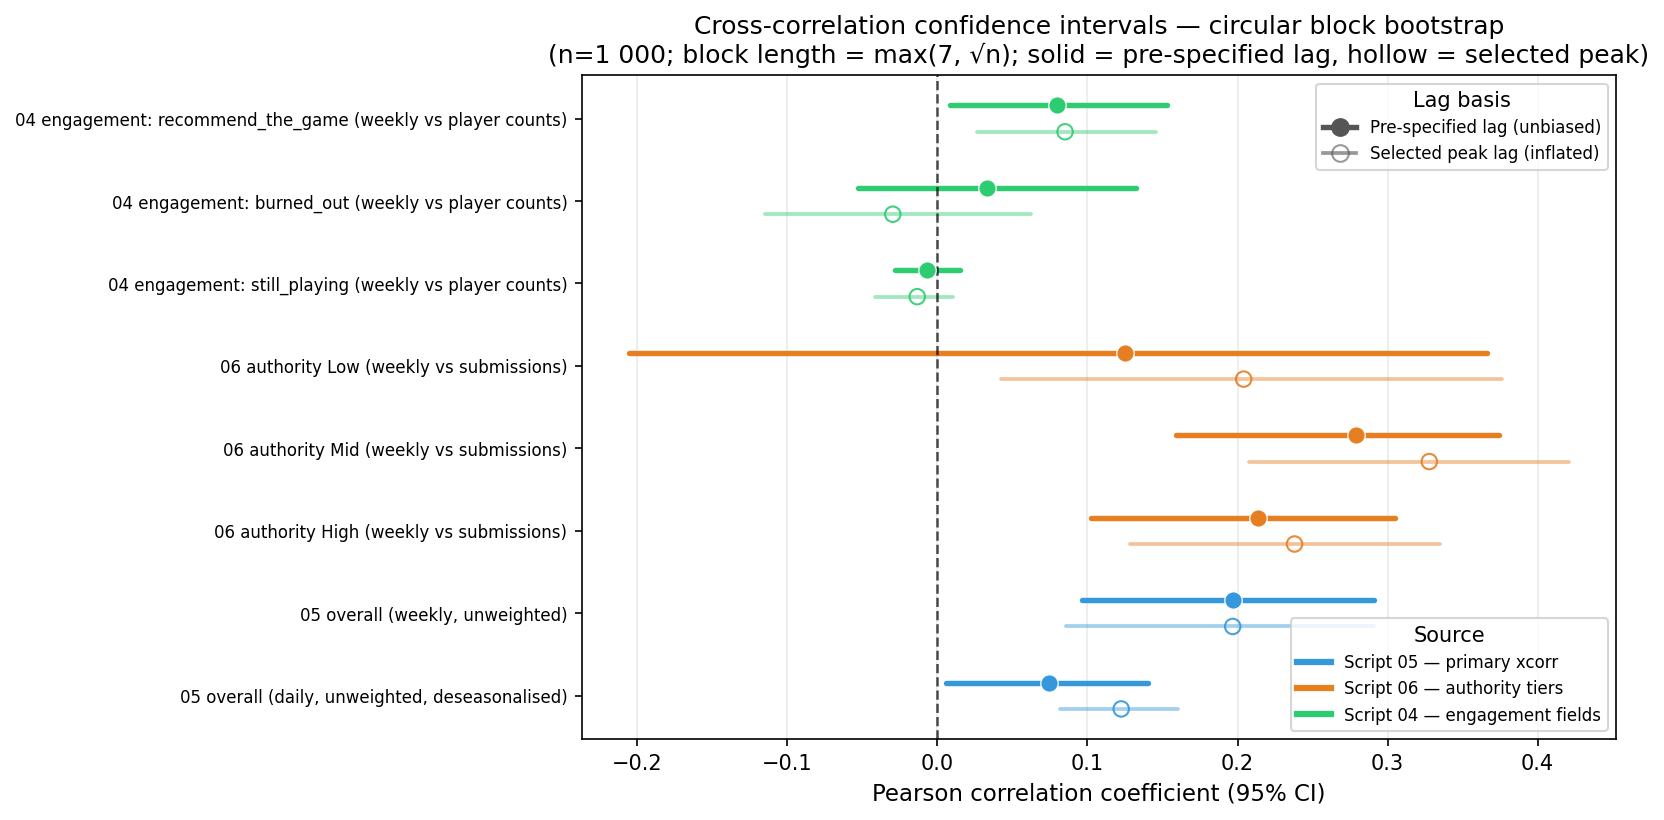 Cross-correlation confidence intervals — circular block bootstrap
(n=1 000; block length = max(7, √n); solid = pre-specified lag, hollow = selected peak)
04 engagement: recommend_the_game (weekly vs player counts)
04 engagement: burned_out (weekly vs player counts)
04 engagement: still_playing (weekly vs player counts)
06 authority Low (weekly vs submissions)
06 authority Mid (weekly vs submissions)
06 authority High (weekly vs submissions)
05 overall (weekly, unweighted)
05 overall (daily, unweighted, deseasonalised)
Lag basis
Pre-specified lag (unbiased)
Selected peak lag (inflated)
Source
Script 05 — primary xcorr
Script 06 — authority tiers
Script 04 — engagement fields
−0.2 −0.1 0.0 0.1 0.2 0.3 0.4
Pearson correlation coefficient (95% CI)